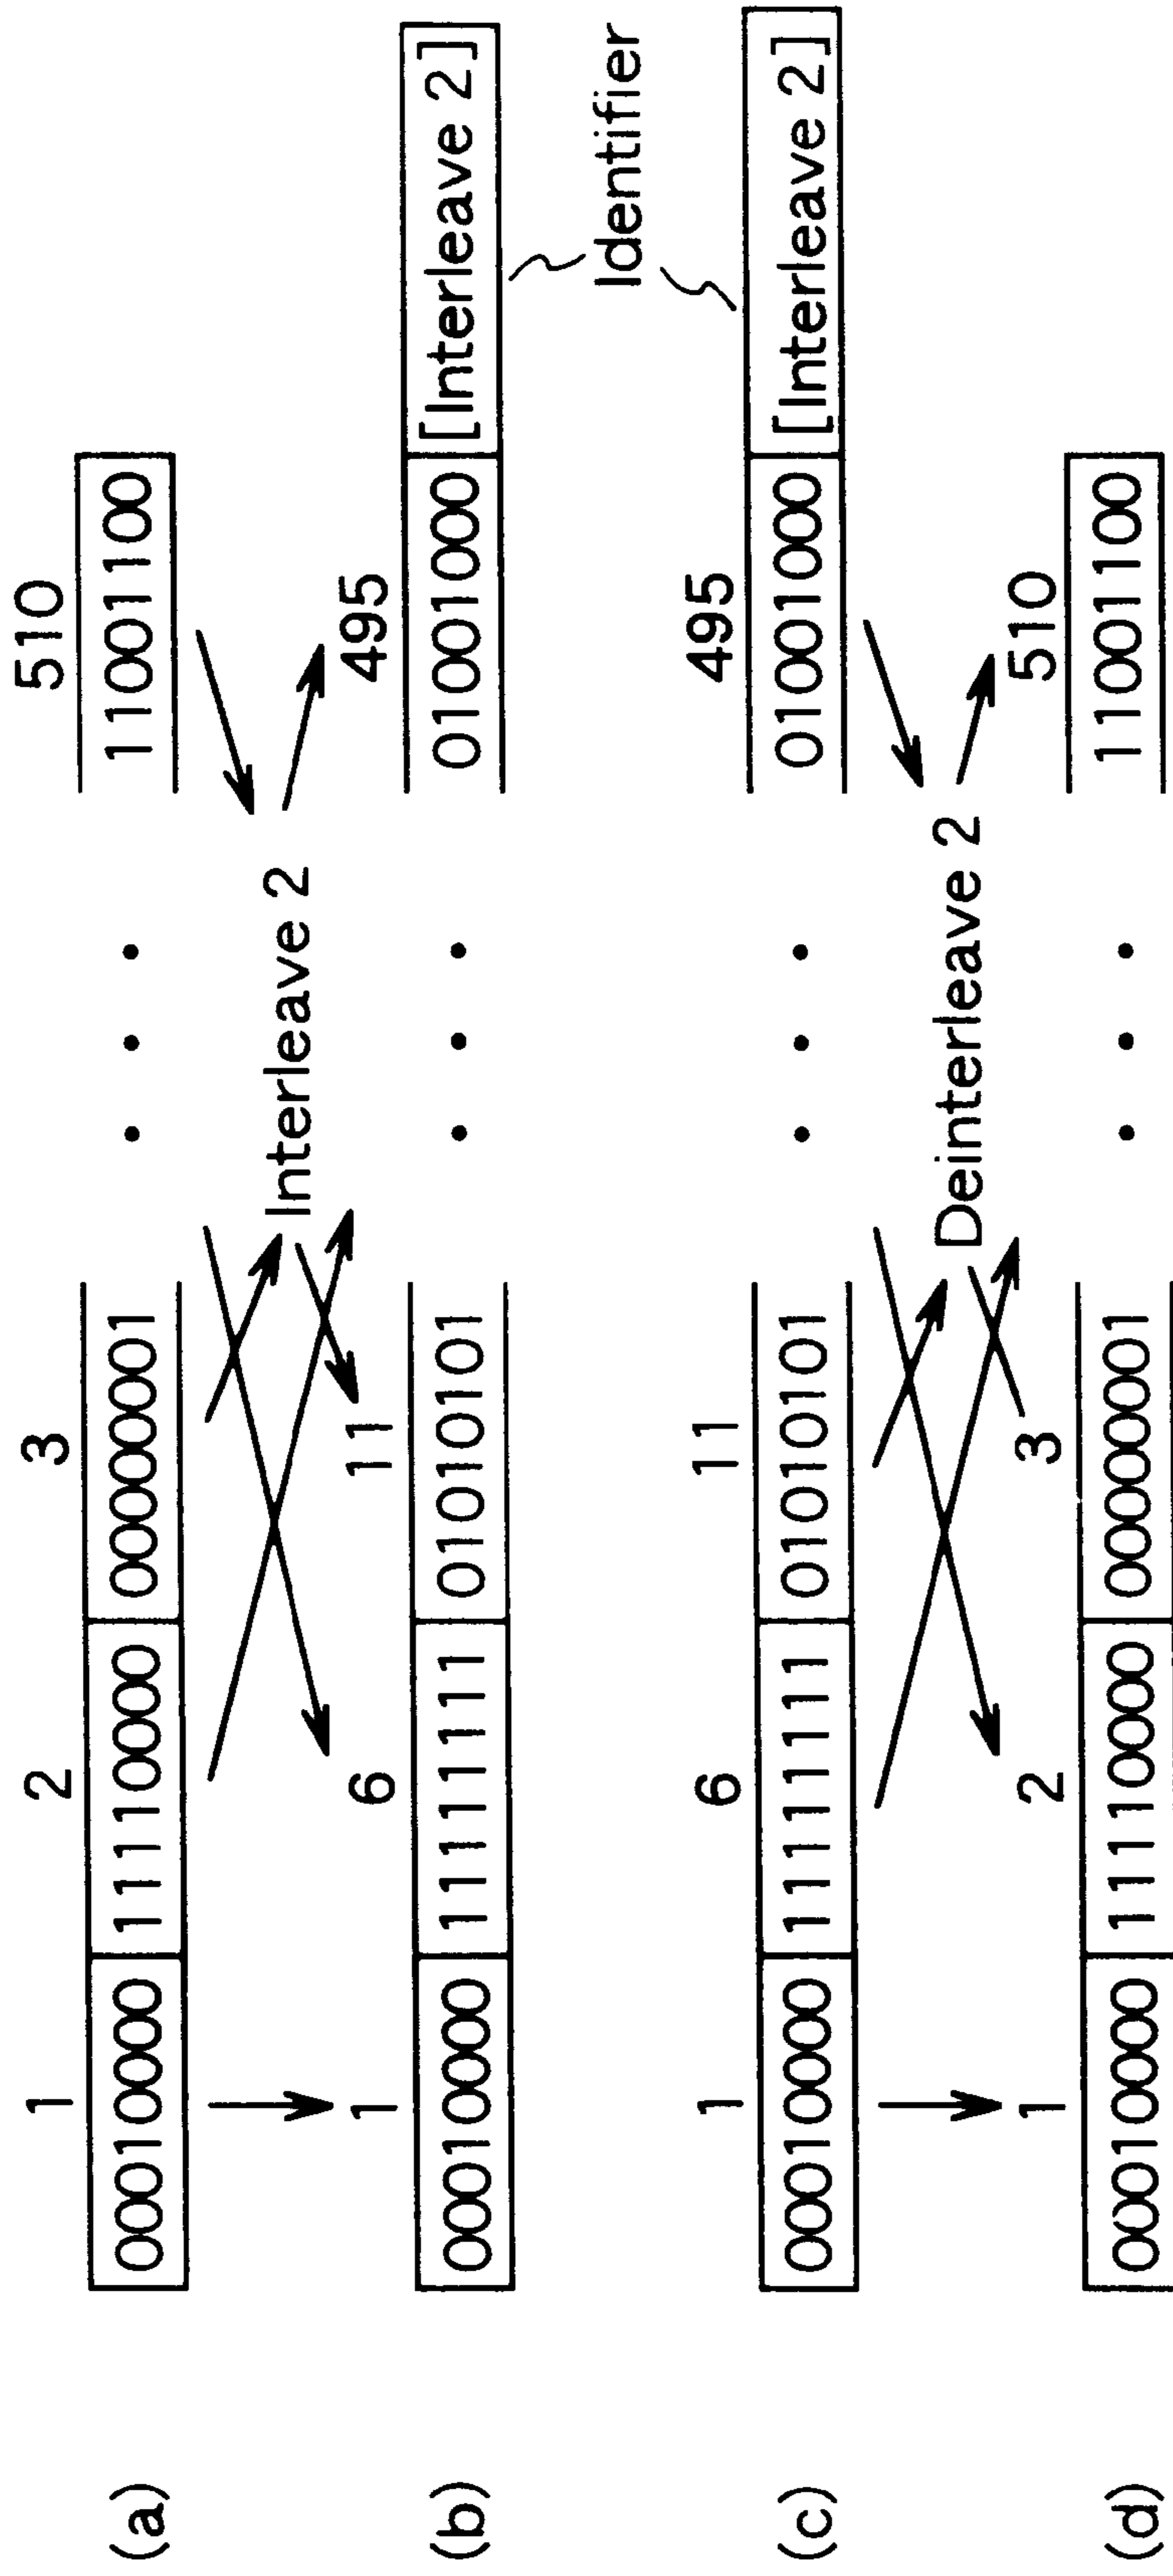 1 2 3 510
(a) 00010000 11110000 00000001 • • • 11001100
Interleave 2
1 6 11 495
(b) 00010000 11111111 01010101 • • • 01001000 [Interleave 2]
Identifier
1 6 11 495
(c) 00010000 11111111 01010101 • • • 01001000 [Interleave 2]
Deinterleave 2
1 2 3 510
(d) 00010000 11110000 00000001 • • • 11001100